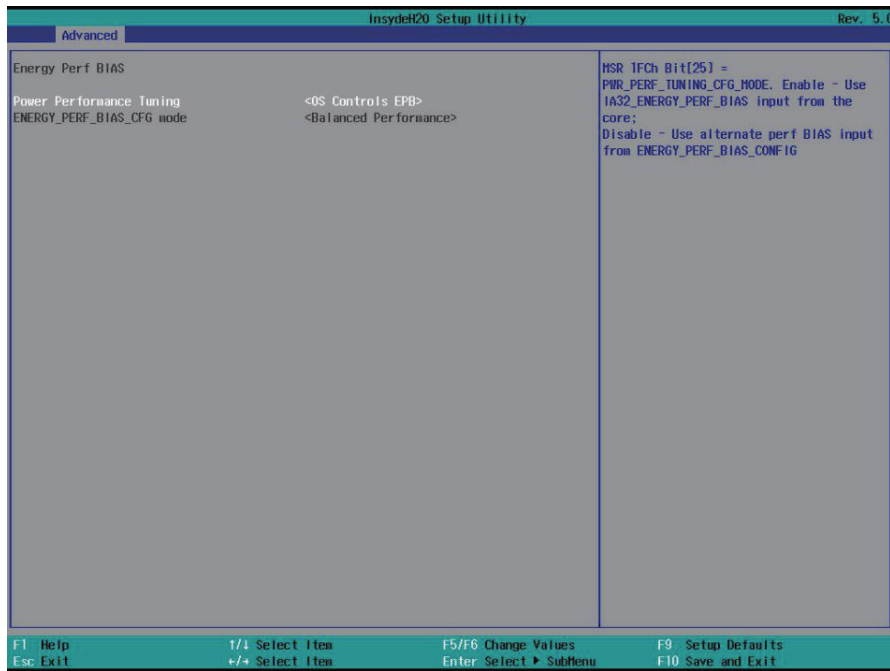 InsydeH20 Setup Utility Rev. 5.0
Advanced
Energy Perf BIAS
Power Performance Tuning <OS Controls EPB>
ENERGY_PERF_BIAS_CFG mode <Balanced Performance>
MSR 1FCh Bit[25] =
PWR_PERF_TUNING_CFG_MODE. Enable - Use
IA32_ENERGY_PERF_BIAS input from the
core;
Disable - Use alternate perf BIAS input
from ENERGY_PERF_BIAS_CONFIG
F1 Help ↑/↓ Select Item F5/F6 Change Values F9 Setup Defaults
Esc Exit ←/→ Select Item Enter Select ▶ SubMenu F10 Save and Exit